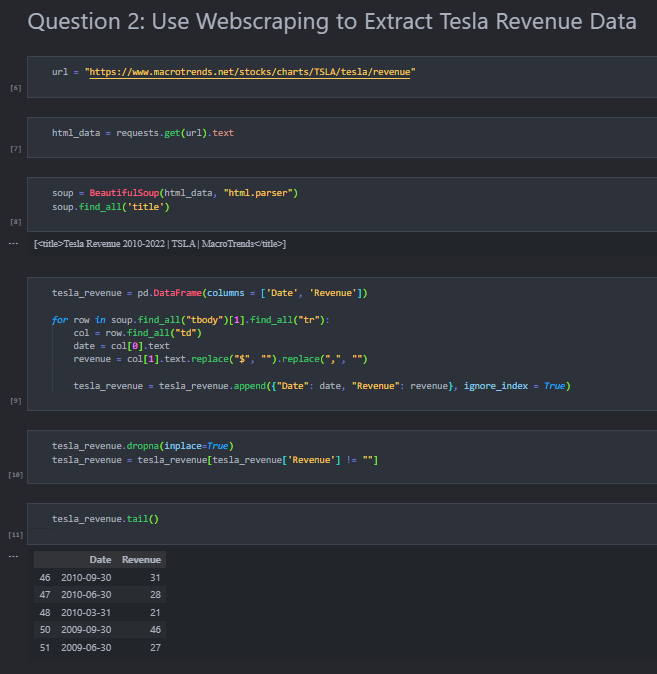 Question 2: Use Webscraping to Extract Tesla Revenue Data
url = "https://www.macrotrends.net/stocks/charts/TSLA/tesla/revenue"
[6]
html_data = requests.get(url).text
[7]
soup = BeautifulSoup(html_data, "html.parser")
soup.find_all('title')
[8]
... [<title>Tesla Revenue 2010-2022 | TSLA | MacroTrends</title>]
tesla_revenue = pd.DataFrame(columns = ['Date', 'Revenue'])
for row in soup.find_all("tbody")[1].find_all("tr"):
    col = row.find_all("td")
    date = col[0].text
    revenue = col[1].text.replace("$", "").replace(",", "")
    tesla_revenue = tesla_revenue.append({"Date": date, "Revenue": revenue}, ignore_index = True)
[9]
tesla_revenue.dropna(inplace=True)
tesla_revenue = tesla_revenue[tesla_revenue['Revenue'] != ""]
[10]
tesla_revenue.tail()
[11]
...
Date Revenue
46 2010-09-30 31
47 2010-06-30 28
48 2010-03-31 21
50 2009-09-30 46
51 2009-06-30 27